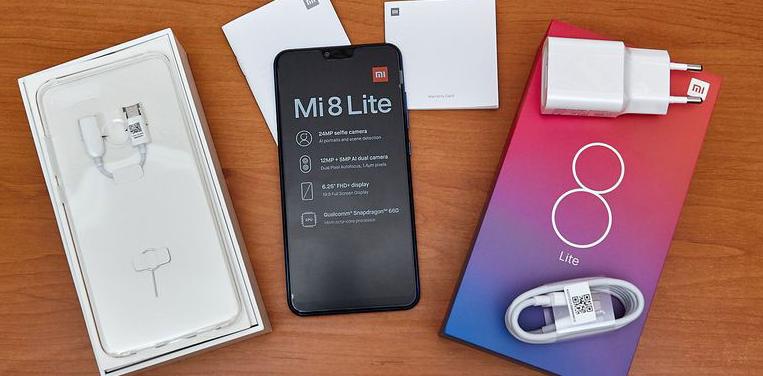 mi
Mi 8 Lite
24MP selfie camera
AI portraits and scene detection
12MP + 5MP AI dual camera
Dual Pixel Autofocus, 1.4μm pixels
6.26" FHD+ display
19:9 Full Screen Display
CPU
Qualcomm® Snapdragon™ 660
Warranty Card
mi
8
Lite